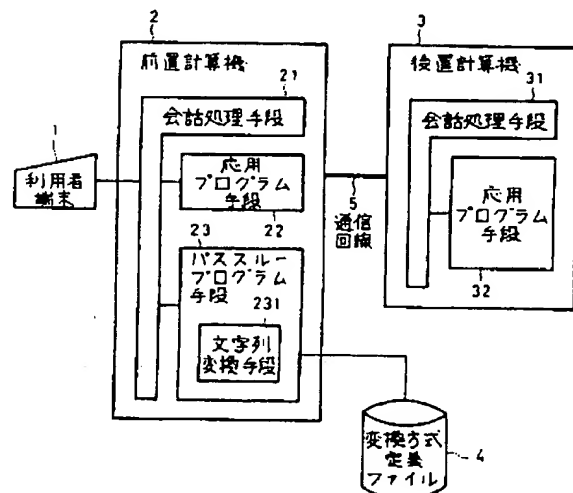 2
前置計算機
21
会話処理手段
1
利用者
端末
応用
プログラム
手段
22
23
パススルー
プログラム
手段
231
文字列
変換手段
5
通信
回線
3
後置計算機
31
会話処理手段
応用
プログラム
手段
32
変換方式
定義
ファイル
4